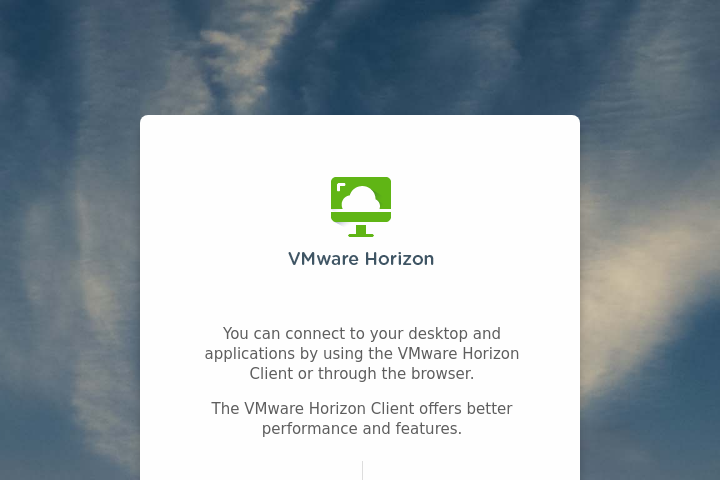 VMware Horizon
You can connect to your desktop and
applications by using the VMware Horizon
Client or through the browser.
The VMware Horizon Client offers better
performance and features.